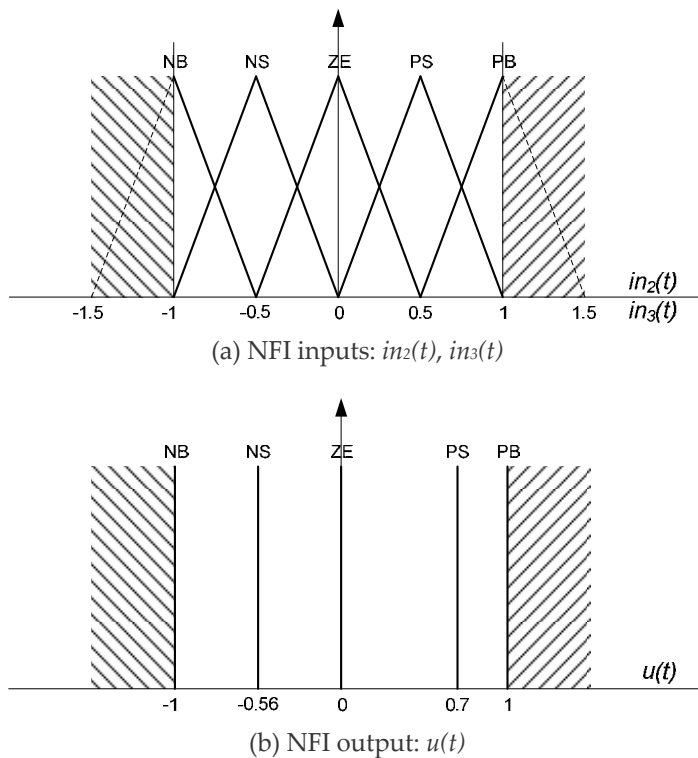 NB NS ZE PS PB
in2(t)
-1.5 -1 -0.5 0 0.5 1 1.5 in3(t)
(a) NFI inputs: in2(t), in3(t)
NB NS ZE PS PB
u(t)
-1 -0.56 0 0.7 1
(b) NFI output: u(t)